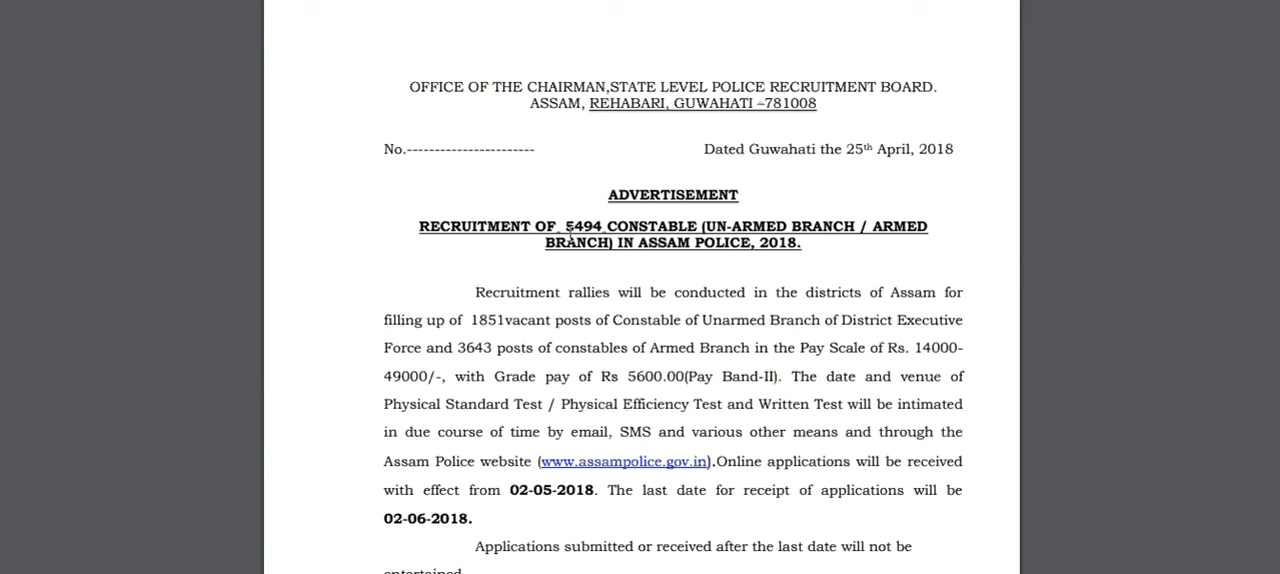 OFFICE OF THE CHAIRMAN,STATE LEVEL POLICE RECRUITMENT BOARD.
ASSAM, REHABARI, GUWAHATI –781008
No.----------------------- Dated Guwahati the 25th April, 2018
ADVERTISEMENT
RECRUITMENT OF 5494 CONSTABLE (UN-ARMED BRANCH / ARMED
BRANCH) IN ASSAM POLICE, 2018.
Recruitment rallies will be conducted in the districts of Assam for
filling up of 1851vacant posts of Constable of Unarmed Branch of District Executive
Force and 3643 posts of constables of Armed Branch in the Pay Scale of Rs. 14000-
49000/-, with Grade pay of Rs 5600.00(Pay Band-II). The date and venue of
Physical Standard Test / Physical Efficiency Test and Written Test will be intimated
in due course of time by email, SMS and various other means and through the
Assam Police website (www.assampolice.gov.in).Online applications will be received
with effect from 02-05-2018. The last date for receipt of applications will be
02-06-2018.
Applications submitted or received after the last date will not be
entertained